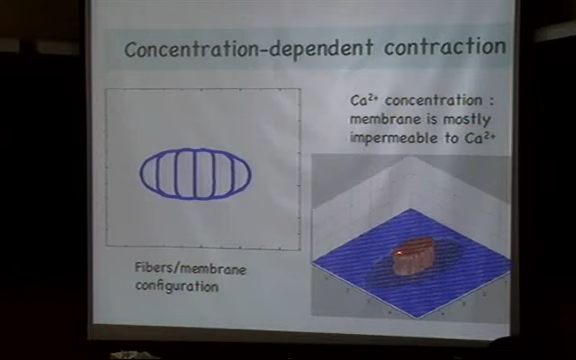 Concentration-dependent contraction
Ca²⁺ concentration :
membrane is mostly
impermeable to Ca²⁺
Fibers/membrane
configuration